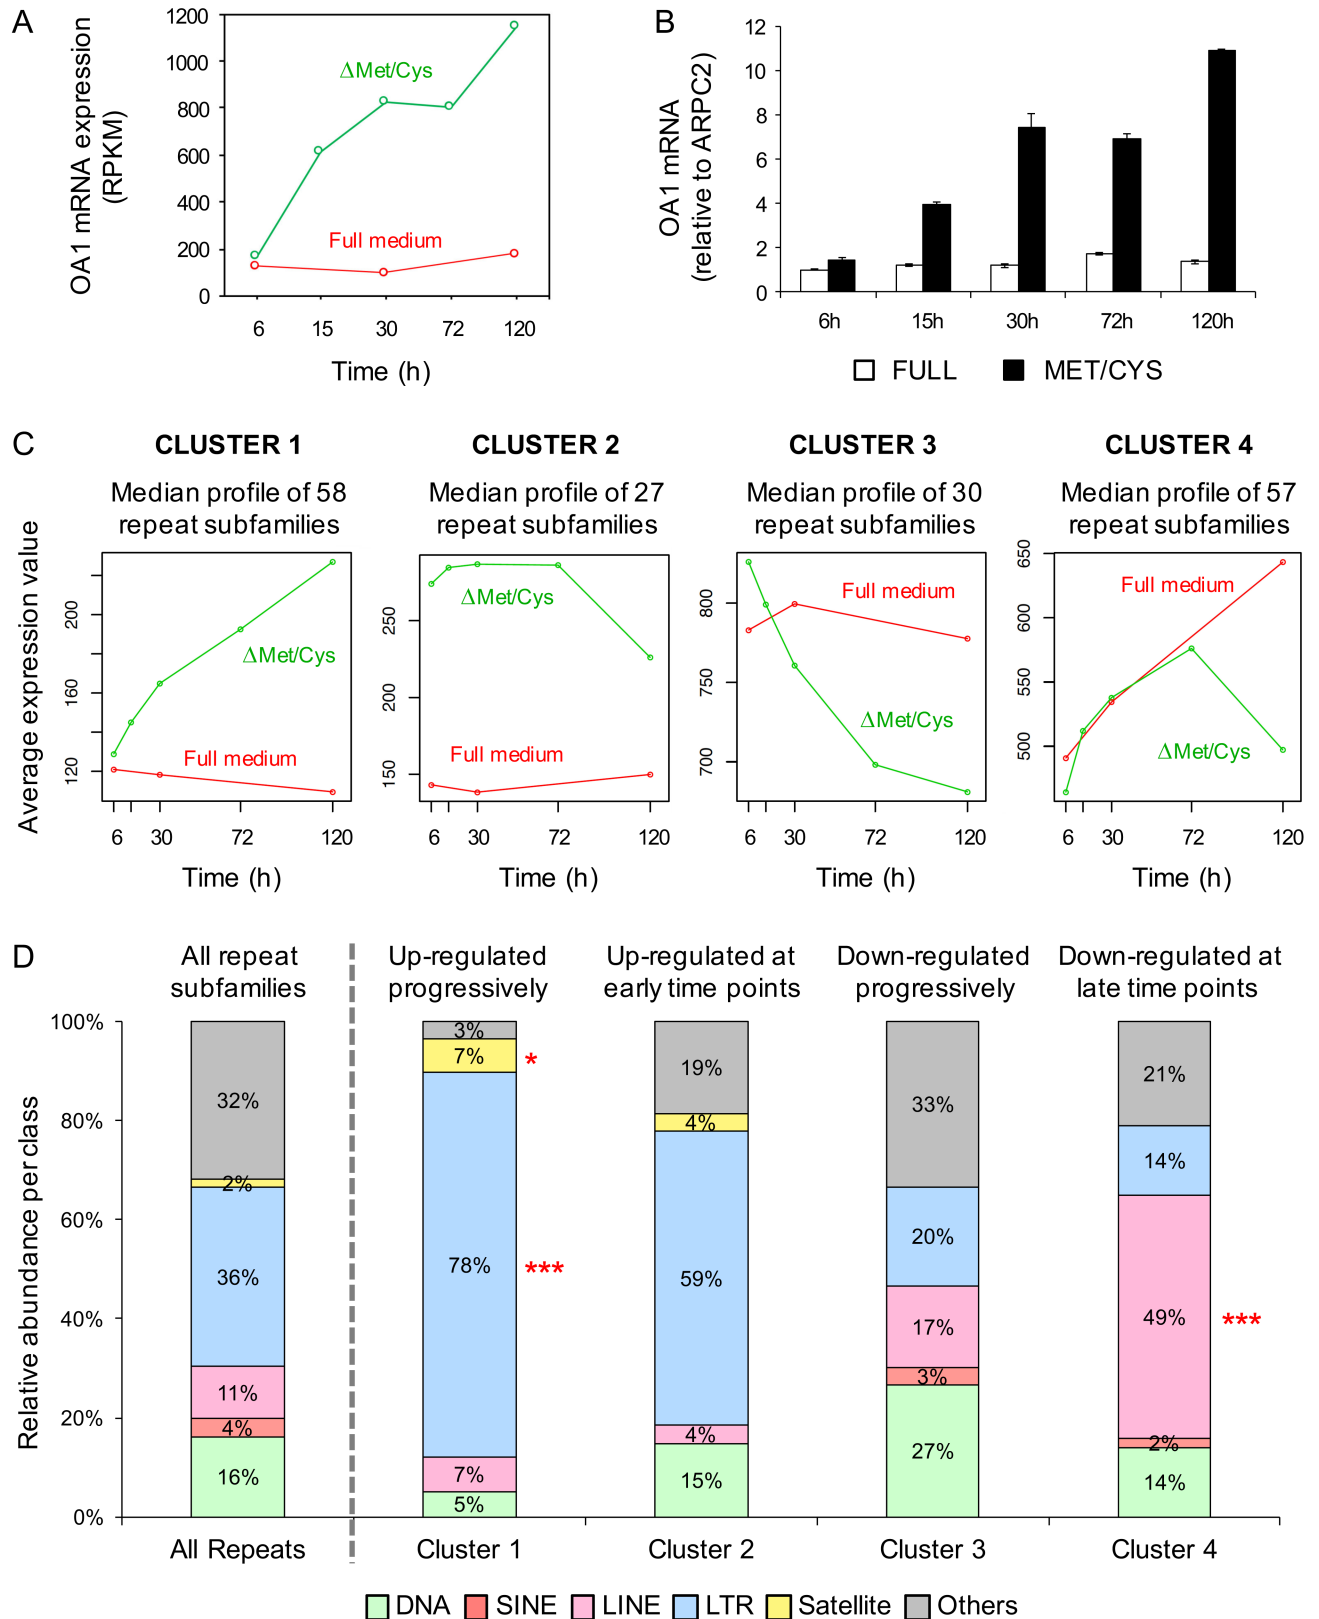 A
OA1 mRNA expression
(RPKM)
1200
1000
800
600
400
200
0
ΔMet/Cys
Full medium
6 15 30 72 120
Time (h)
B
OA1 mRNA
(relative to ARPC2)
12
10
8
6
4
2
0
6h 15h 30h 72h 120h
FULL MET/CYS
C
Average expression value
CLUSTER 1
Median profile of 58
repeat subfamilies
200
160
120
ΔMet/Cys
Full medium
6 30 72 120
Time (h)
CLUSTER 2
Median profile of 27
repeat subfamilies
250
200
150
ΔMet/Cys
Full medium
6 30 72 120
Time (h)
CLUSTER 3
Median profile of 30
repeat subfamilies
800
750
700
Full medium
ΔMet/Cys
6 30 72 120
Time (h)
CLUSTER 4
Median profile of 57
repeat subfamilies
650
600
550
500
Full medium
ΔMet/Cys
6 30 72 120
Time (h)
D
Relative abundance per class
100%
80%
60%
40%
20%
0%
All repeat
subfamilies
32%
2%
36%
11%
4%
16%
All Repeats
Up-regulated
progressively
3%
7% *
78% ***
7%
5%
Cluster 1
Up-regulated at
early time points
19%
4%
59%
4%
15%
Cluster 2
Down-regulated
progressively
33%
20%
17%
3%
27%
Cluster 3
Down-regulated at
late time points
21%
14%
49% ***
2%
14%
Cluster 4
DNA SINE LINE LTR Satellite Others